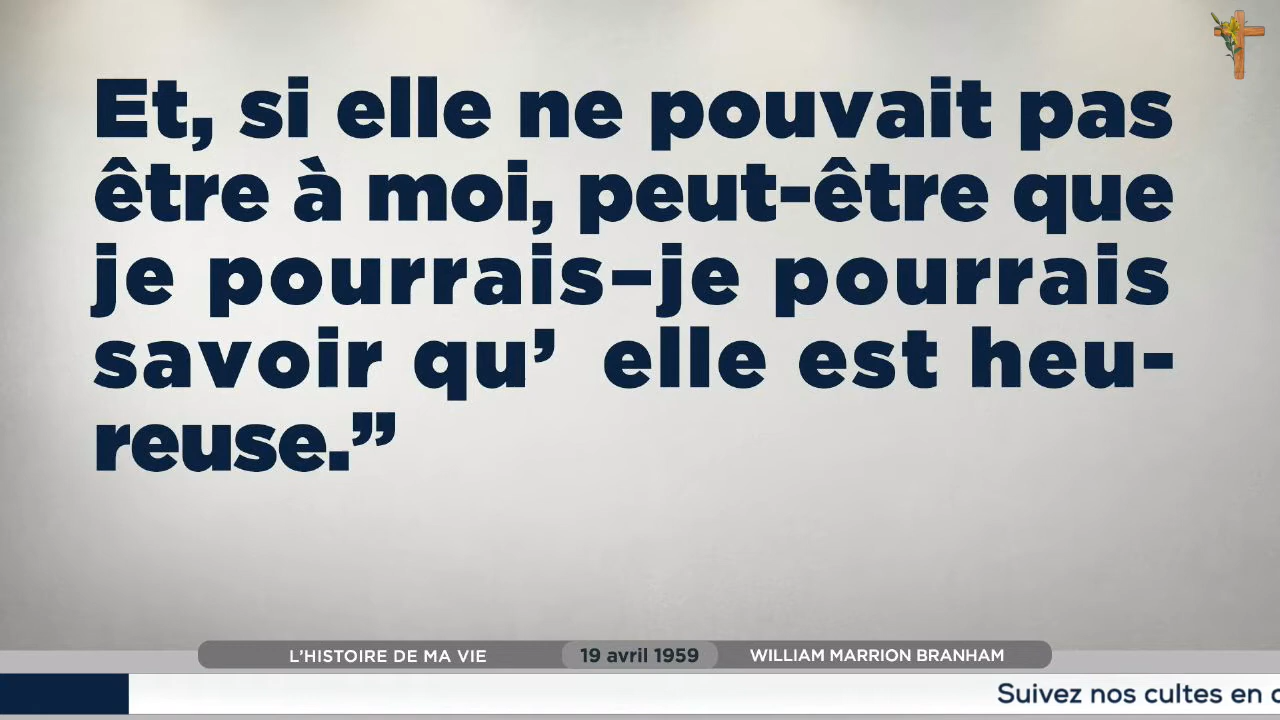 Et, si elle ne pouvait pas
être à moi, peut-être que
je pourrais–je pourrais
savoir qu’ elle est heu-
reuse.”
L’HISTOIRE DE MA VIE 19 avril 1959 WILLIAM MARRION BRANHAM
Suivez nos cultes en